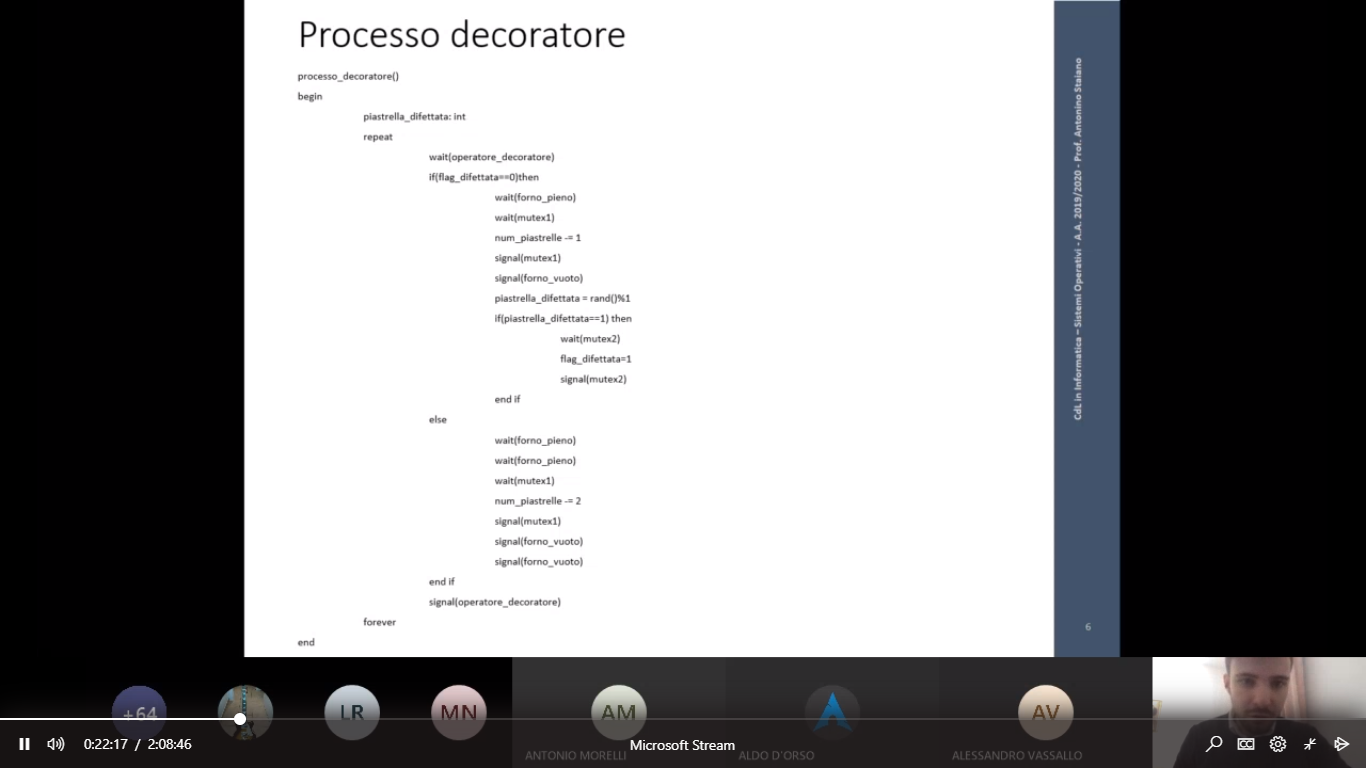 Processo decoratore
processo_decoratore()
begin
piastrella_difettata: int
repeat
wait(operatore_decoratore)
if(flag_difettata==0)then
wait(forno_pieno)
wait(mutex1)
num_piastrelle -= 1
signal(mutex1)
signal(forno_vuoto)
piastrella_difettata = rand()%1
if(piastrella_difettata==1) then
wait(mutex2)
flag_difettata=1
signal(mutex2)
end if
else
wait(forno_pieno)
wait(forno_pieno)
wait(mutex1)
num_piastrelle -= 2
signal(mutex1)
signal(forno_vuoto)
signal(forno_vuoto)
end if
signal(operatore_decoratore)
forever
end
CdL in Informatica – Sistemi Operativi - A.A. 2019/2020 - Prof. Antonino Staiano
6
+64
LR
MN
AM
AV
ANTONIO MORELLI
ALDO D'ORSO
ALESSANDRO VASSALLO
0:22:17 / 2:08:46
Microsoft Stream
CC